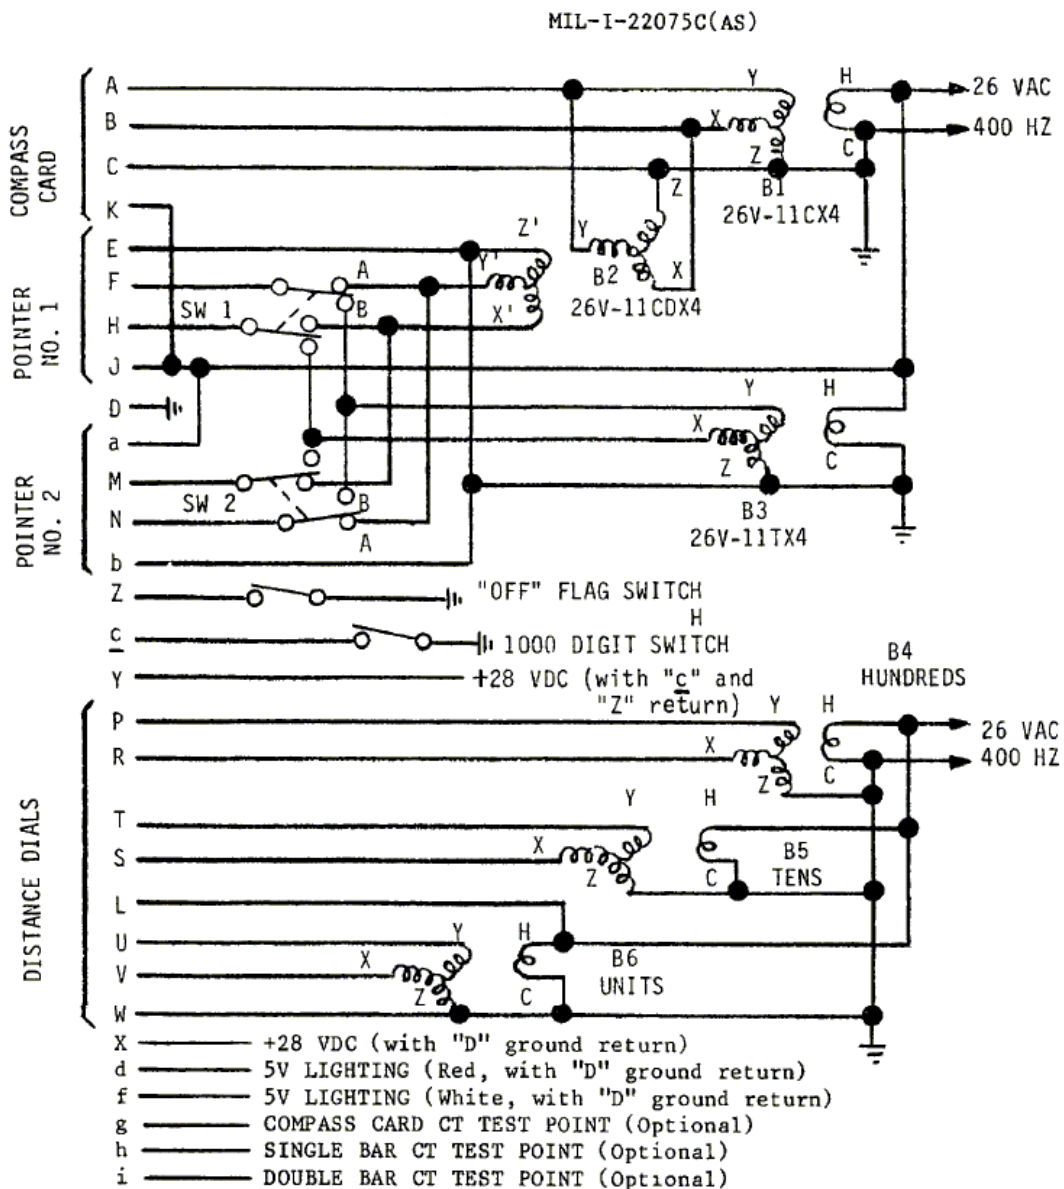 MIL-I-22075C(AS)
COMPASS CARD
A
B
C
K
POINTER NO. 1
E
F
H
J
D
POINTER NO. 2
a
M
N
b
Z
c
Y
DISTANCE DIALS
P
R
T
S
L
U
V
W
X
d
f
g
h
i
Y
X
Z
H
C
26 VAC
400 HZ
B1
26V-11CX4
Z
Y
X
B2
26V-11CDX4
Z'
Y'
X'
SW 1
A
B
SW 2
B
A
Y
X
Z
H
C
B3
26V-11TX4
"OFF" FLAG SWITCH
H
1000 DIGIT SWITCH
+28 VDC (with "c" and
"Z" return)
B4
HUNDREDS
Y
X
Z
H
C
26 VAC
400 HZ
Y
X
Z
H
C
B5
TENS
Y
X
Z
H
C
B6
UNITS
+28 VDC (with "D" ground return)
5V LIGHTING (Red, with "D" ground return)
5V LIGHTING (White, with "D" ground return)
COMPASS CARD CT TEST POINT (Optional)
SINGLE BAR CT TEST POINT (Optional)
DOUBLE BAR CT TEST POINT (Optional)